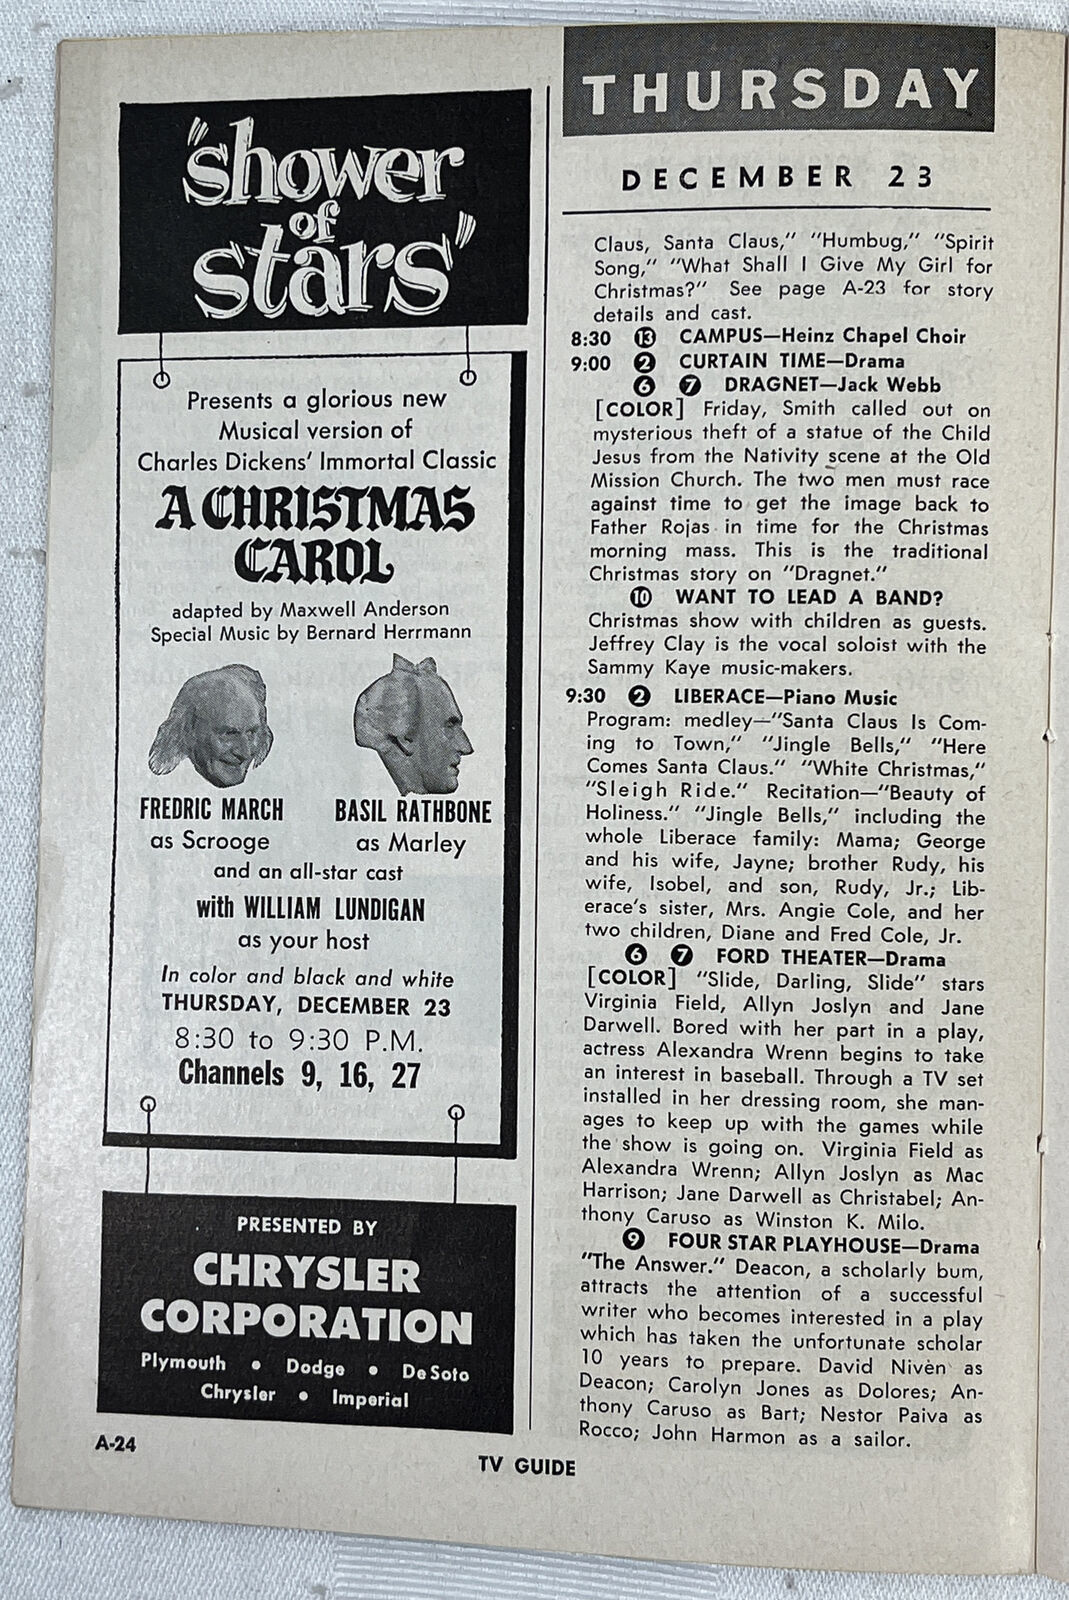 "shower
of
stars"
Presents a glorious new
Musical version of
Charles Dickens' Immortal Classic
A CHRISTMAS
CAROL
adapted by Maxwell Anderson
Special Music by Bernard Herrmann
FREDRIC MARCH
as Scrooge
BASIL RATHBONE
as Marley
and an all-star cast
with WILLIAM LUNDIGAN
as your host
In color and black and white
THURSDAY, DECEMBER 23
8:30 to 9:30 P.M.
Channels 9, 16, 27
PRESENTED BY
CHRYSLER
CORPORATION
Plymouth • Dodge • De Soto
Chrysler • Imperial
THURSDAY
DECEMBER 23
Claus, Santa Claus," "Humbug," "Spirit
Song," "What Shall I Give My Girl for
Christmas?" See page A-23 for story
details and cast.
8:30 13 CAMPUS—Heinz Chapel Choir
9:00 2 CURTAIN TIME—Drama
6 7 DRAGNET—Jack Webb
[COLOR] Friday, Smith called out on
mysterious theft of a statue of the Child
Jesus from the Nativity scene at the Old
Mission Church. The two men must race
against time to get the image back to
Father Rojas in time for the Christmas
morning mass. This is the traditional
Christmas story on "Dragnet."
10 WANT TO LEAD A BAND?
Christmas show with children as guests.
Jeffrey Clay is the vocal soloist with the
Sammy Kaye music-makers.
9:30 2 LIBERACE—Piano Music
Program: medley—"Santa Claus Is Com-
ing to Town," "Jingle Bells," "Here
Comes Santa Claus." "White Christmas,"
"Sleigh Ride." Recitation—"Beauty of
Holiness." "Jingle Bells," including the
whole Liberace family: Mama; George
and his wife, Jayne; brother Rudy, his
wife, Isobel, and son, Rudy, Jr.; Lib-
erace's sister, Mrs. Angie Cole, and her
two children, Diane and Fred Cole, Jr.
6 7 FORD THEATER—Drama
[COLOR] "Slide, Darling, Slide" stars
Virginia Field, Allyn Joslyn and Jane
Darwell. Bored with her part in a play,
actress Alexandra Wrenn begins to take
an interest in baseball. Through a TV set
installed in her dressing room, she man-
ages to keep up with the games while
the show is going on. Virginia Field as
Alexandra Wrenn; Allyn Joslyn as Mac
Harrison; Jane Darwell as Christabel; An-
thony Caruso as Winston K. Milo.
9 FOUR STAR PLAYHOUSE—Drama
"The Answer." Deacon, a scholarly bum,
attracts the attention of a successful
writer who becomes interested in a play
which has taken the unfortunate scholar
10 years to prepare. David Niven as
Deacon; Carolyn Jones as Dolores; An-
thony Caruso as Bart; Nestor Paiva as
Rocco; John Harmon as a sailor.
A-24
TV GUIDE